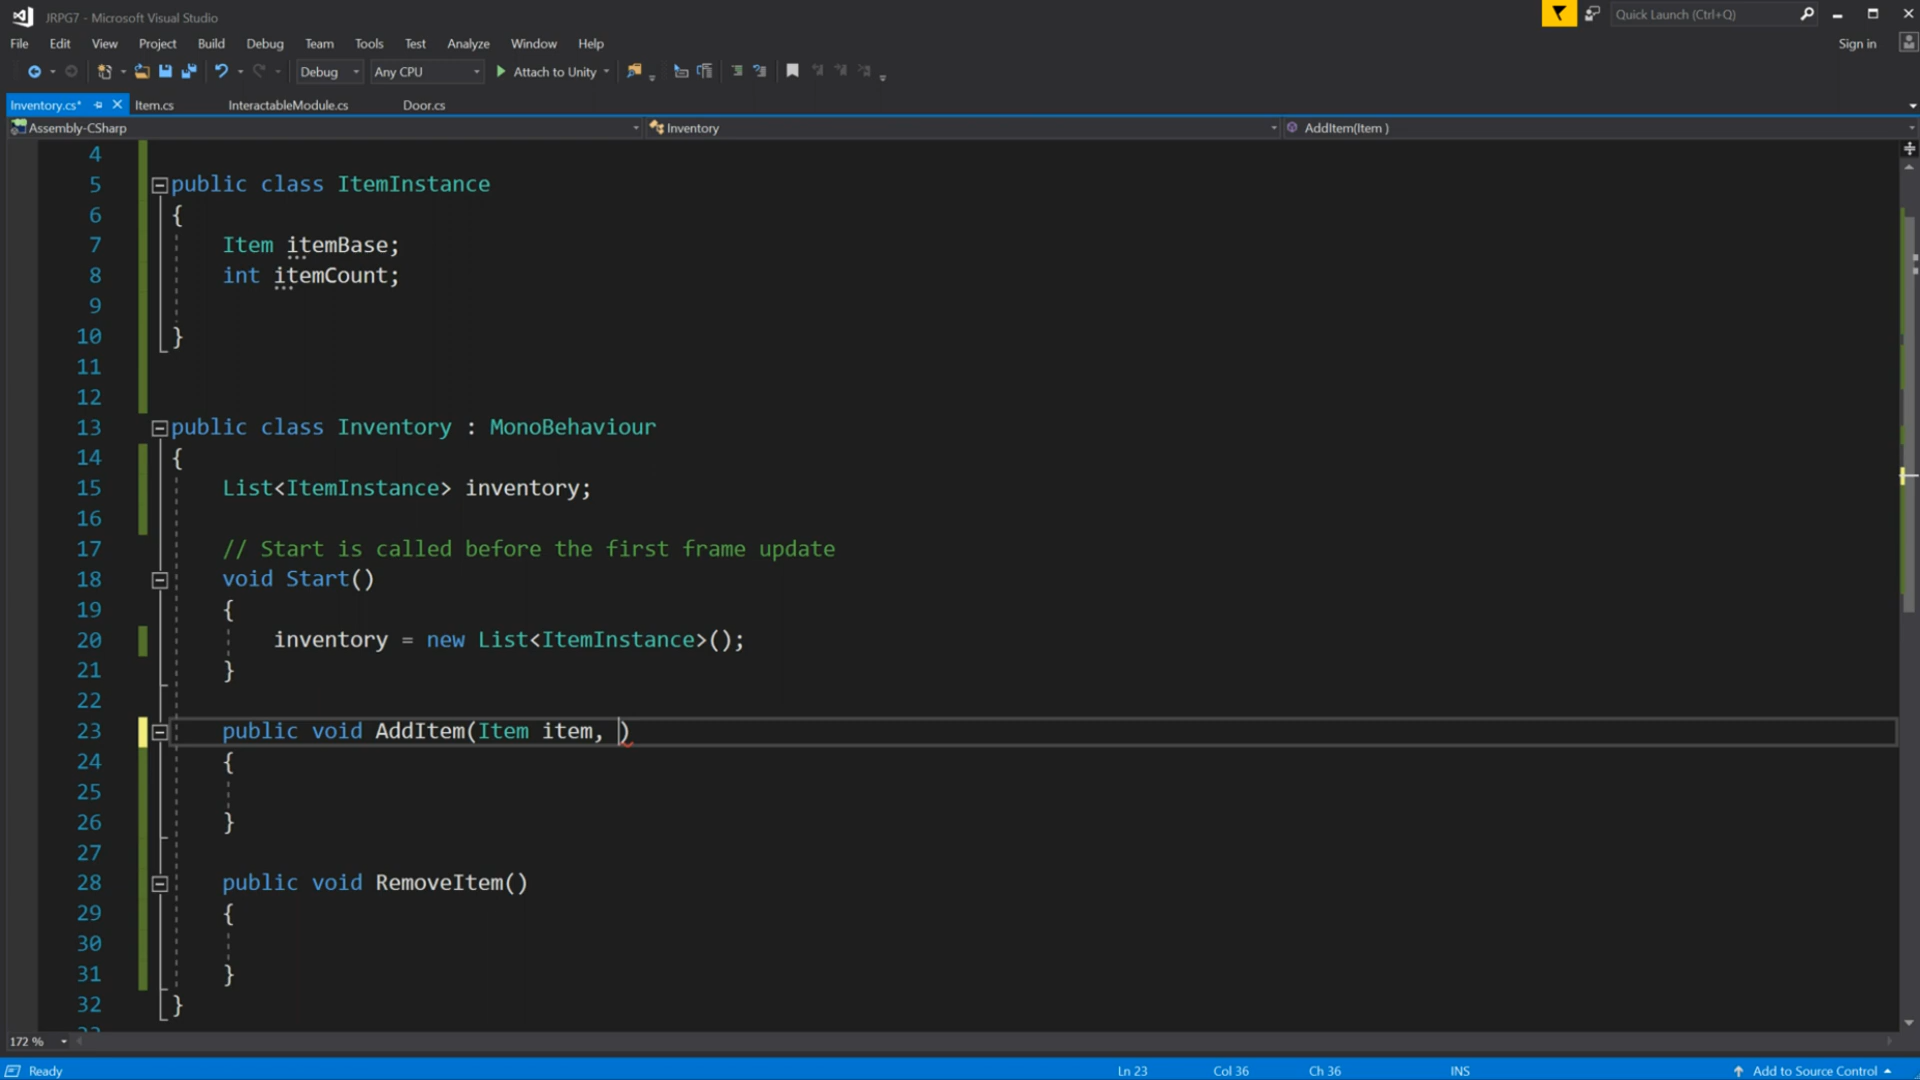 JRPG7 - Microsoft Visual Studio
Quick Launch (Ctrl+Q)
File Edit View Project Build Debug Team Tools Test Analyze Window Help
Sign in
Debug Any CPU Attach to Unity
Inventory.cs* Item.cs InteractableModule.cs Door.cs
Assembly-CSharp Inventory AddItem(Item )
4
5 public class ItemInstance
6 {
7 Item itemBase;
8 int itemCount;
9
10 }
11
12
13 public class Inventory : MonoBehaviour
14 {
15 List<ItemInstance> inventory;
16
17 // Start is called before the first frame update
18 void Start()
19 {
20 inventory = new List<ItemInstance>();
21 }
22
23 public void AddItem(Item item, )
24 {
25
26 }
27
28 public void RemoveItem()
29 {
30
31 }
32 }
172 %
Ready Ln 23 Col 36 Ch 36 INS Add to Source Control